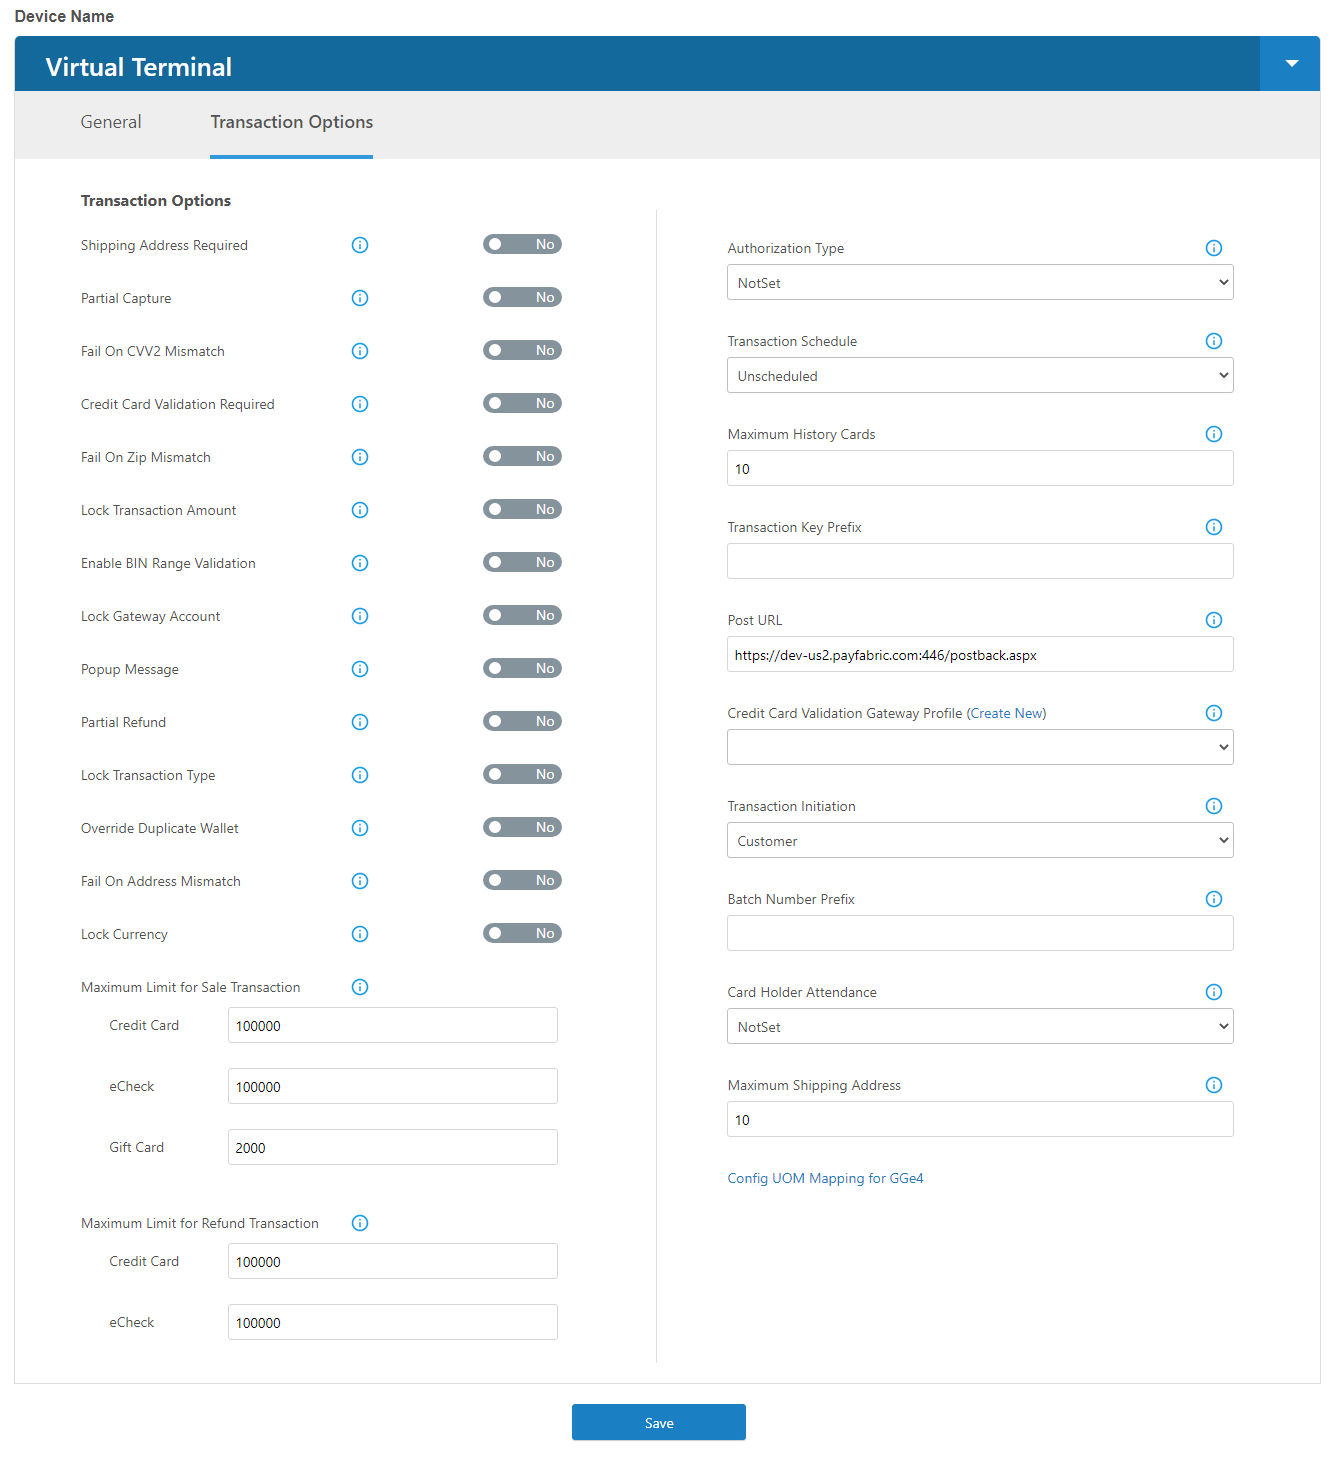 Device Name
Virtual Terminal
General
Transaction Options
Transaction Options
Shipping Address Required
No
Partial Capture
No
Fail On CVV2 Mismatch
No
Credit Card Validation Required
No
Fail On Zip Mismatch
No
Lock Transaction Amount
No
Enable BIN Range Validation
No
Lock Gateway Account
No
Popup Message
No
Partial Refund
No
Lock Transaction Type
No
Override Duplicate Wallet
No
Fail On Address Mismatch
No
Lock Currency
No
Maximum Limit for Sale Transaction
Credit Card
100000
eCheck
100000
Gift Card
2000
Maximum Limit for Refund Transaction
Credit Card
100000
eCheck
100000
Authorization Type
NotSet
Transaction Schedule
Unscheduled
Maximum History Cards
10
Transaction Key Prefix
Post URL
https://dev-us2.payfabric.com:446/postback.aspx
Credit Card Validation Gateway Profile (Create New)
Transaction Initiation
Customer
Batch Number Prefix
Card Holder Attendance
NotSet
Maximum Shipping Address
10
Config UOM Mapping for GGe4
Save